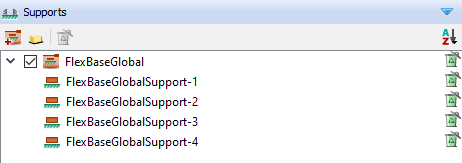 Supports
A
Z
FlexBaseGlobal
FlexBaseGlobalSupport-1
FlexBaseGlobalSupport-2
FlexBaseGlobalSupport-3
FlexBaseGlobalSupport-4